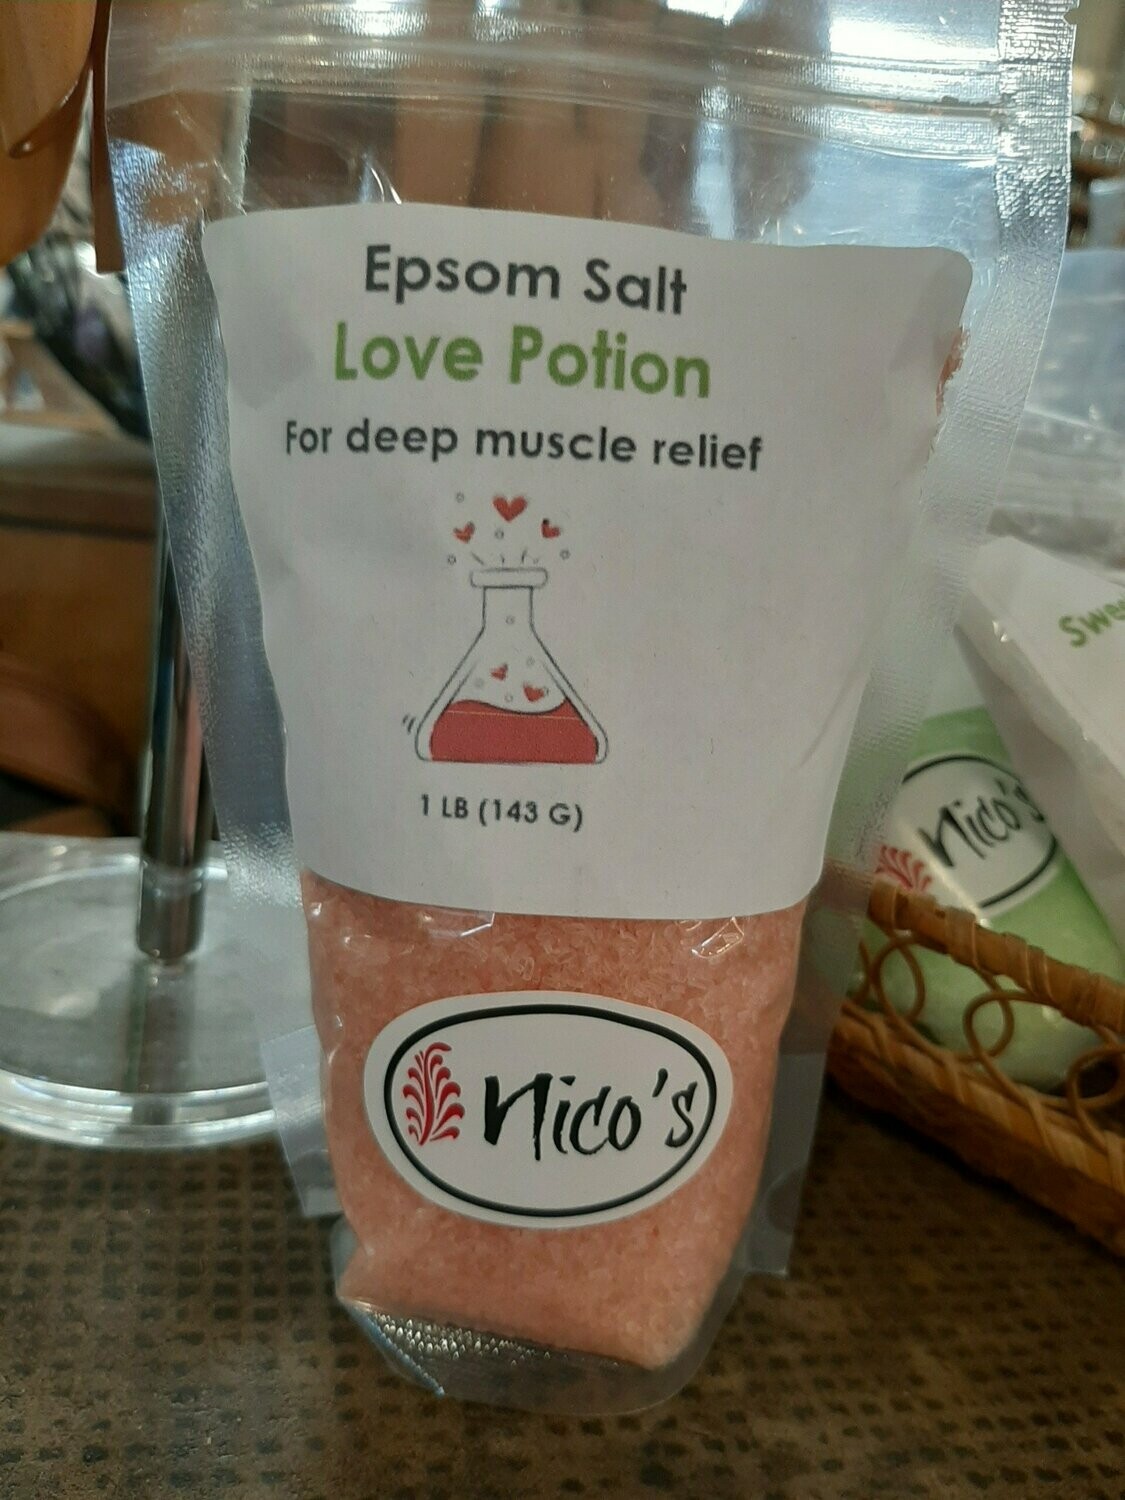 Epsom Salt
Love Potion
For deep muscle relief
1 LB (143 G)
nico's
nico's